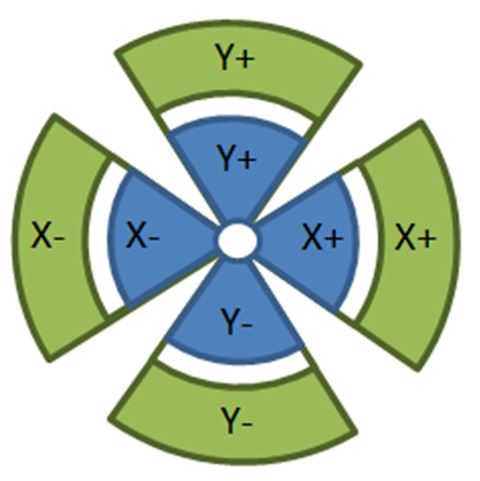 Y+
Y+
X- X- X+ X+
Y-
Y-